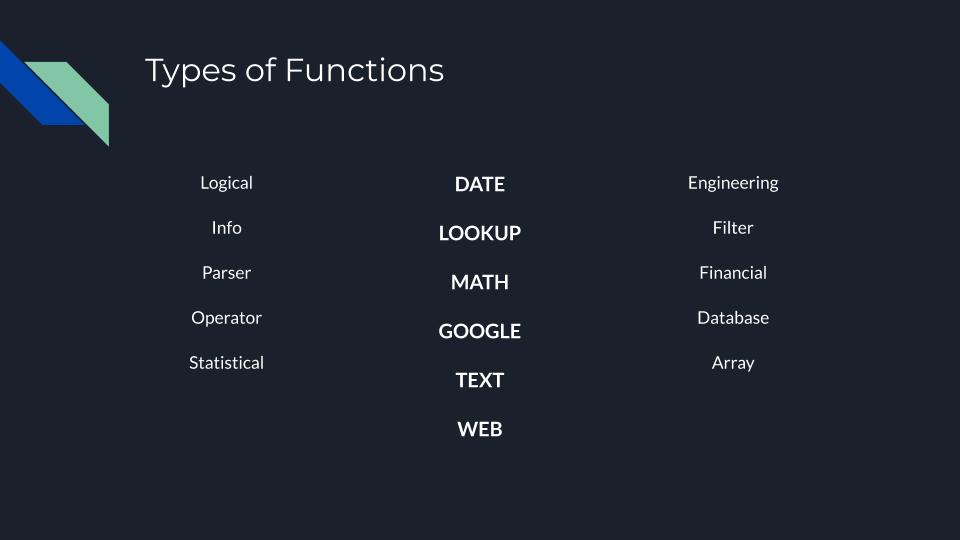 Types of Functions
Logical
Info
Parser
Operator
Statistical
DATE
LOOKUP
MATH
GOOGLE
TEXT
WEB
Engineering
Filter
Financial
Database
Array